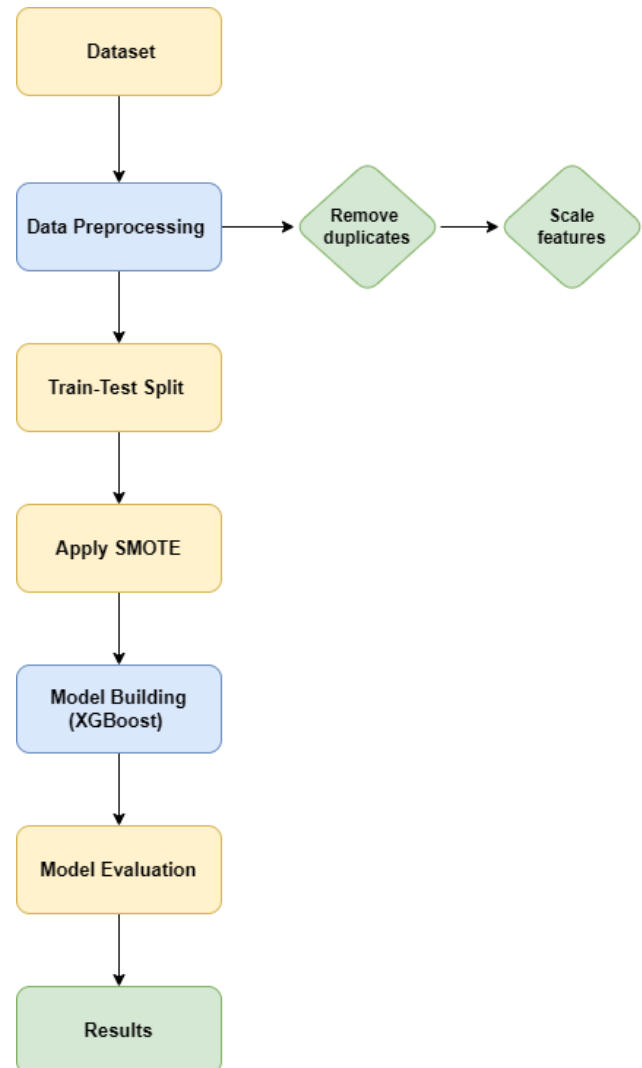 Dataset
Data Preprocessing
Remove
duplicates
Scale
features
Train-Test Split
Apply SMOTE
Model Building
(XGBoost)
Model Evaluation
Results